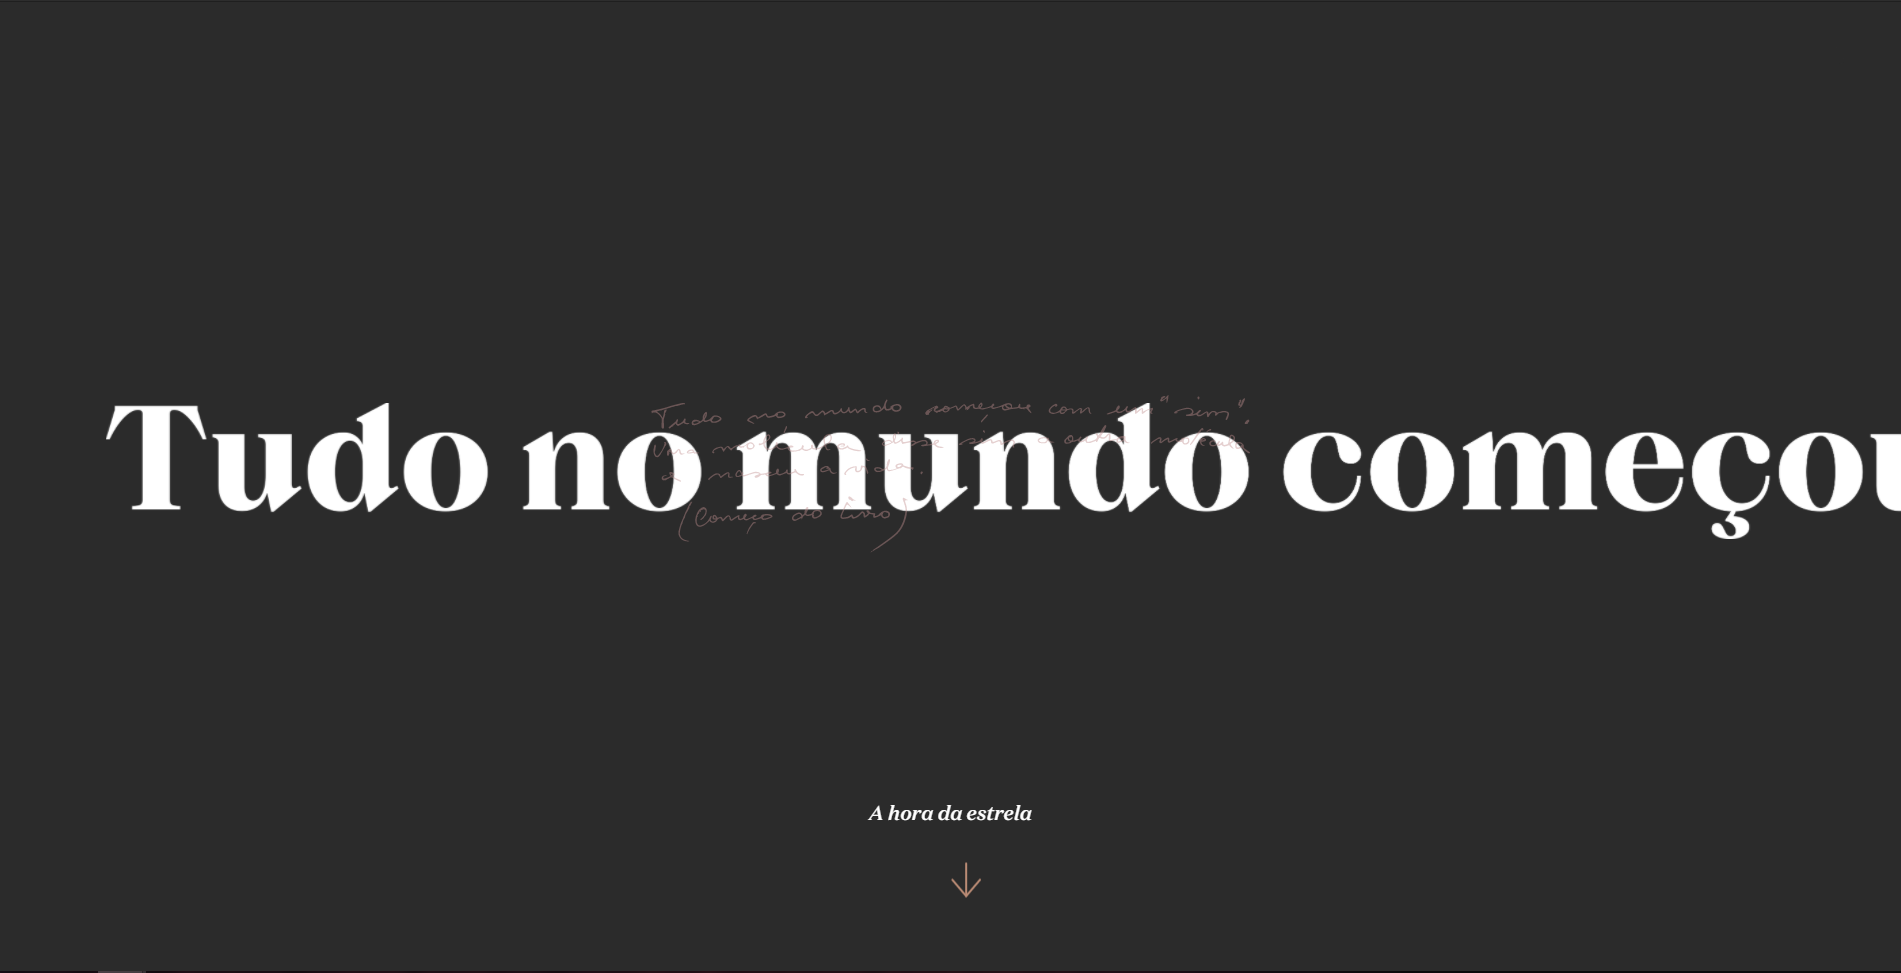 Tudo no mundo começou
Tudo no mundo começou com um "sim".
Uma molécula disse sim a outra molécula
e nasceu a vida.
(Começo do livro)
A hora da estrela